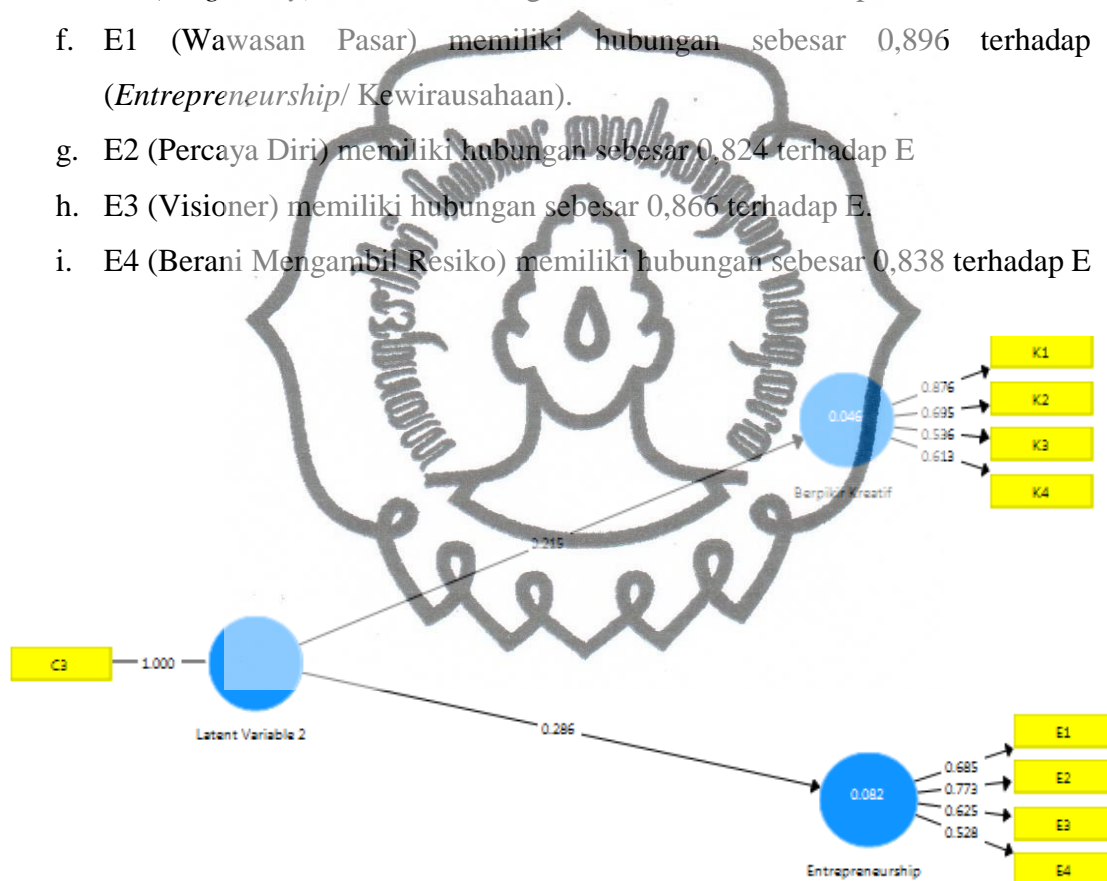 f. E1 (Wawasan Pasar) memiliki hubungan sebesar 0,896 terhadap
(Entrepreneurship/ Kewirausahaan).
g. E2 (Percaya Diri) memiliki hubungan sebesar 0,824 terhadap E
h. E3 (Visioner) memiliki hubungan sebesar 0,866 terhadap E.
i. E4 (Berani Mengambil Resiko) memiliki hubungan sebesar 0,838 terhadap E
K1
0.876
K2
0.046
0.695
K3
0.536
0.613
Berpikir Kreatif
K4
C3
1.000
Latent Variable 2
0.286
E1
0.685
E2
0.773
0.082
0.625
E3
0.528
Entrepreneurship
E4